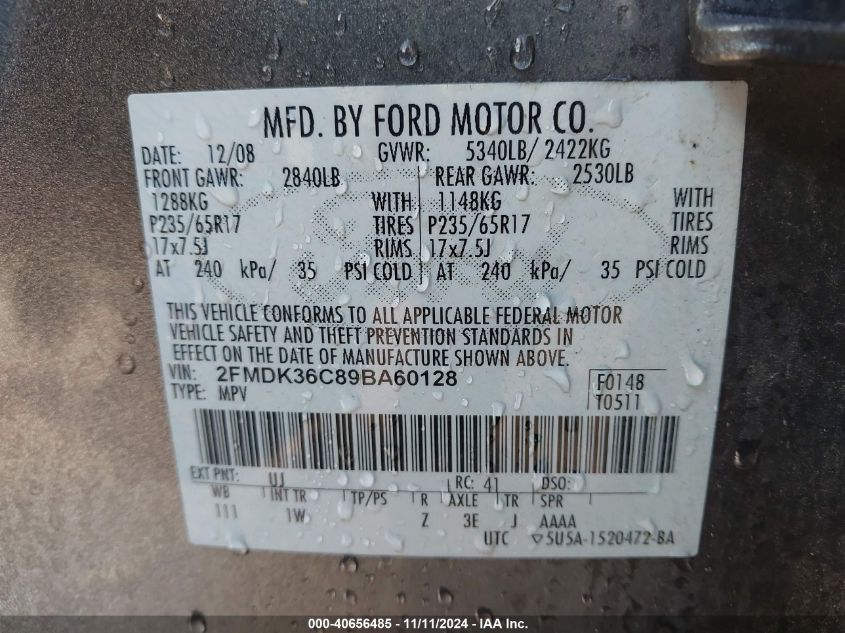 MFD. BY FORD MOTOR CO.
DATE: 12/08 GVWR: 5340LB/ 2422KG
FRONT GAWR: 2840LB REAR GAWR: 2530LB
1288KG WITH 1148KG WITH
P235/65R17 TIRES P235/65R17 TIRES
17x7.5J RIMS 17x7.5J RIMS
AT 240 kPa/ 35 PSI COLD AT 240 kPa/ 35 PSI COLD
THIS VEHICLE CONFORMS TO ALL APPLICABLE FEDERAL MOTOR
VEHICLE SAFETY AND THEFT PREVENTION STANDARDS IN
EFFECT ON THE DATE OF MANUFACTURE SHOWN ABOVE.
VIN: 2FMDK36C89BA60128 F0148
TYPE: MPV T0511
EXT PNT: UJ RC: 41 DSO:
WB INT TR TP/PS R AXLE TR SPR
111 1W Z 3E J AAAA
UTC ▽5U5A-1520472-BA
000-40656485 - 11/11/2024 - IAA Inc.